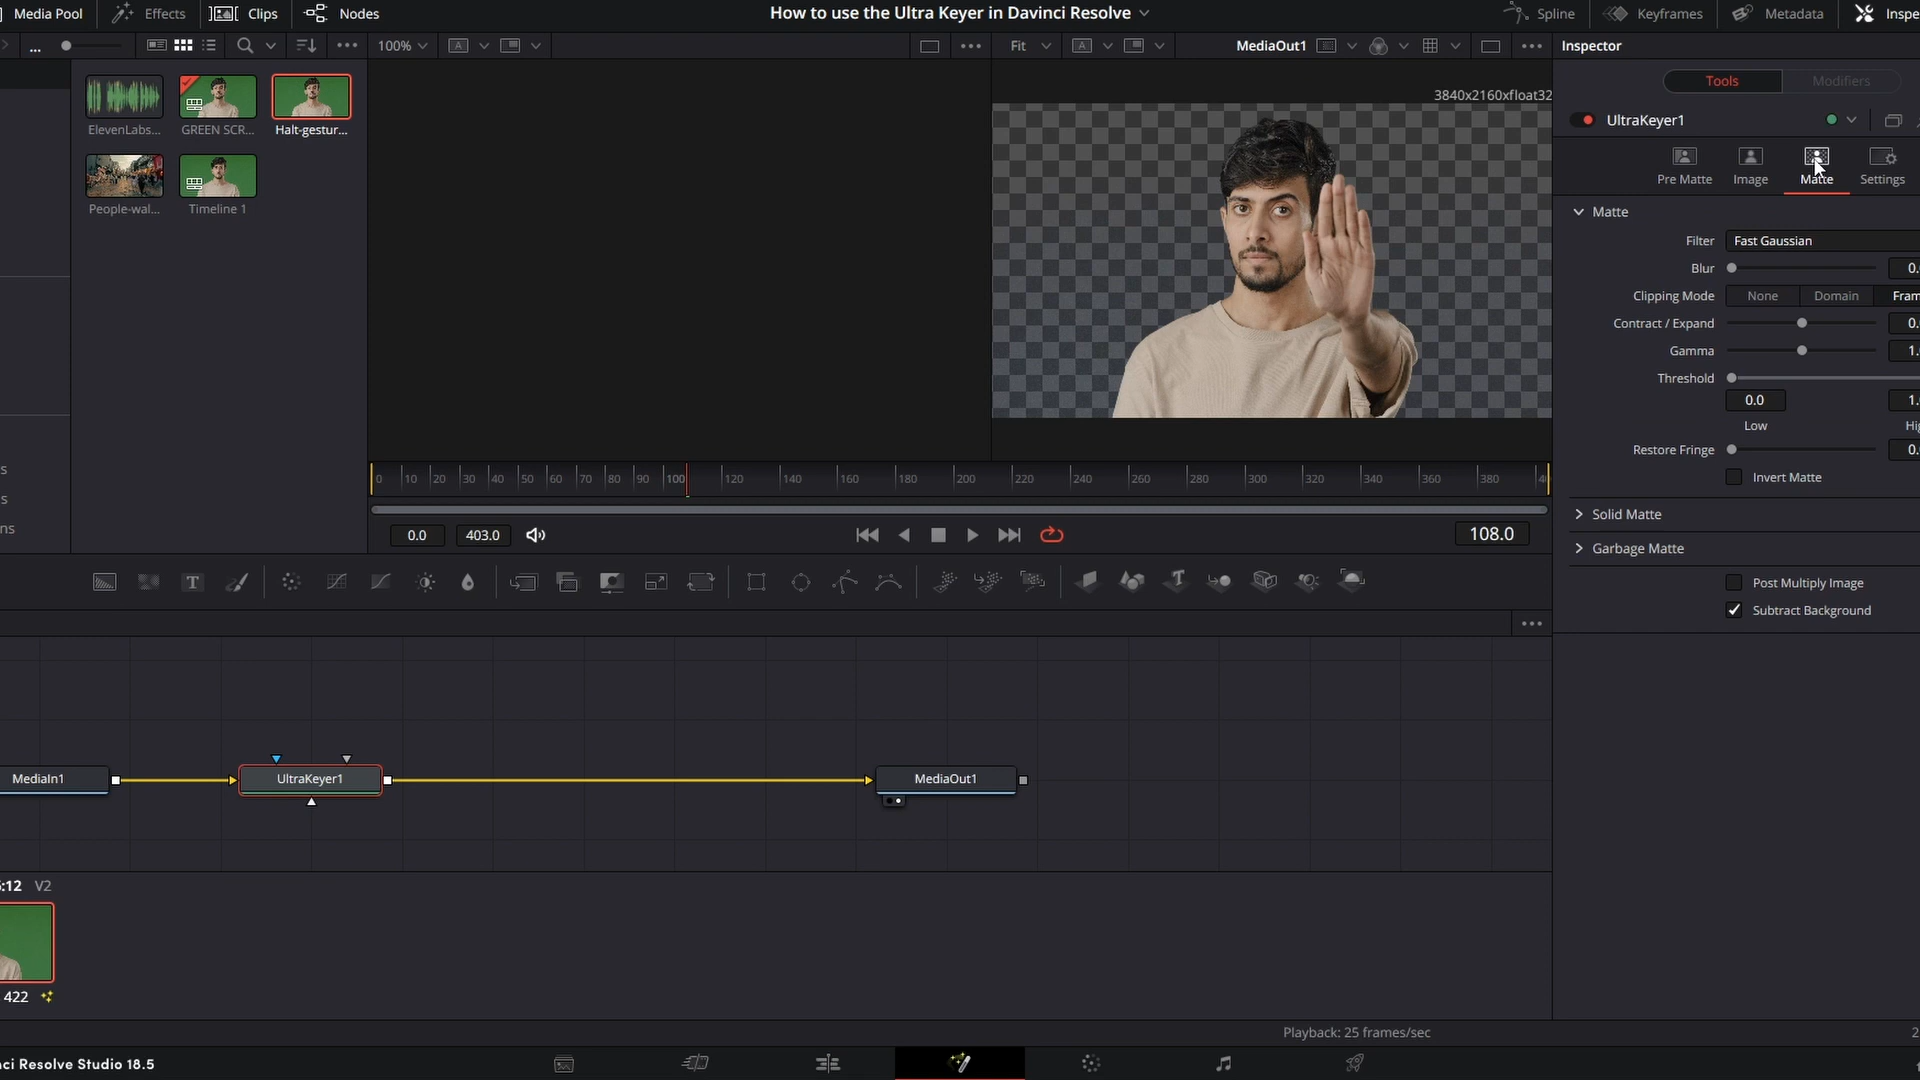 Media Pool Effects Clips Nodes How to use the Ultra Keyer in Davinci Resolve Spline Keyframes Metadata Inspe
... 100% Fit MediaOut1 Inspector
Tools Modifiers
3840x2160xfloat32
UltraKeyer1
ElevenLabs... GREEN SCR... Halt-gestur...
Pre Matte Image Matte Settings
People-wal... Timeline 1
Matte
Filter Fast Gaussian
Blur 0.
Clipping Mode None Domain Fram
Contract / Expand 0.
Gamma 1.
Threshold
0.0 1.
Low Hig
Restore Fringe 0.
Invert Matte
s
0 10 20 30 40 50 60 70 80 90 100 120 140 160 180 200 220 240 260 280 300 320 340 360 380 40
s
Solid Matte
ns
0.0 403.0 108.0
Garbage Matte
Post Multiply Image
Subtract Background
MediaIn1 UltraKeyer1 MediaOut1
:12 V2
422
Playback: 25 frames/sec 2
ci Resolve Studio 18.5